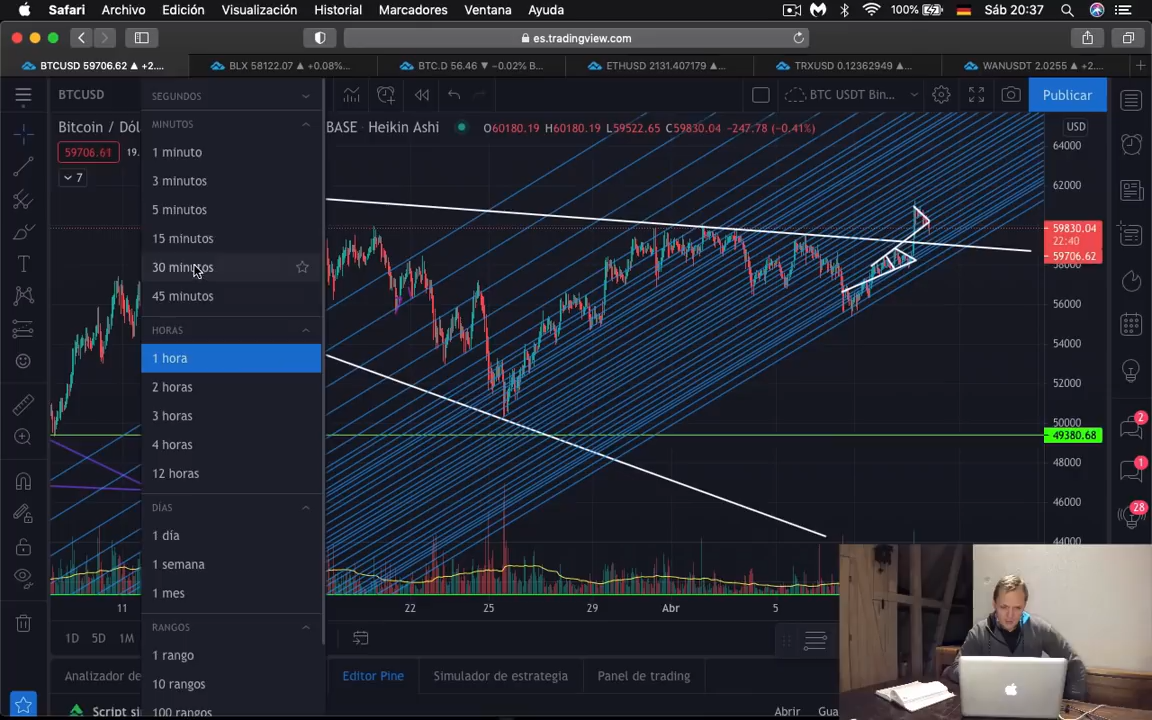 Safari Archivo Edición Visualización Historial Marcadores Ventana Ayuda 100% Sáb 20:37
es.tradingview.com
BTCUSD 59706.62 ▲ +2.... BLX 58122.07 ▲ +0.08%... BTC.D 56.46 ▼ −0.02% B... ETHUSD 2131.407179 ▲... TRXUSD 0.12362949 ▲... WANUSDT 2.0255 ▲ +2.6...
BTCUSD SEGUNDOS BTC USDT Bin... Publicar
Bitcoin / Dól MINUTOS BASE Heikin Ashi O60180.19 H60180.19 L59522.65 C59830.04 −247.78 (−0.41%) USD
59706.61 19. 1 minuto 64000
7 3 minutos 62000
5 minutos
15 minutos 59830.04
22:40
59706.62
30 minutos 58000
45 minutos 56000
HORAS
1 hora 54000
2 horas 52000
3 horas 50000 2
49380.68
4 horas 48000 1
12 horas 46000
DÍAS 28
1 día 44000
1 semana
1 mes
11 22 25 29 Abr 5
RANGOS
1D 5D 1M
1 rango
Analizador de Editor Pine Simulador de estrategia Panel de trading
10 rangos
Script si 100 rangos Abrir Gua